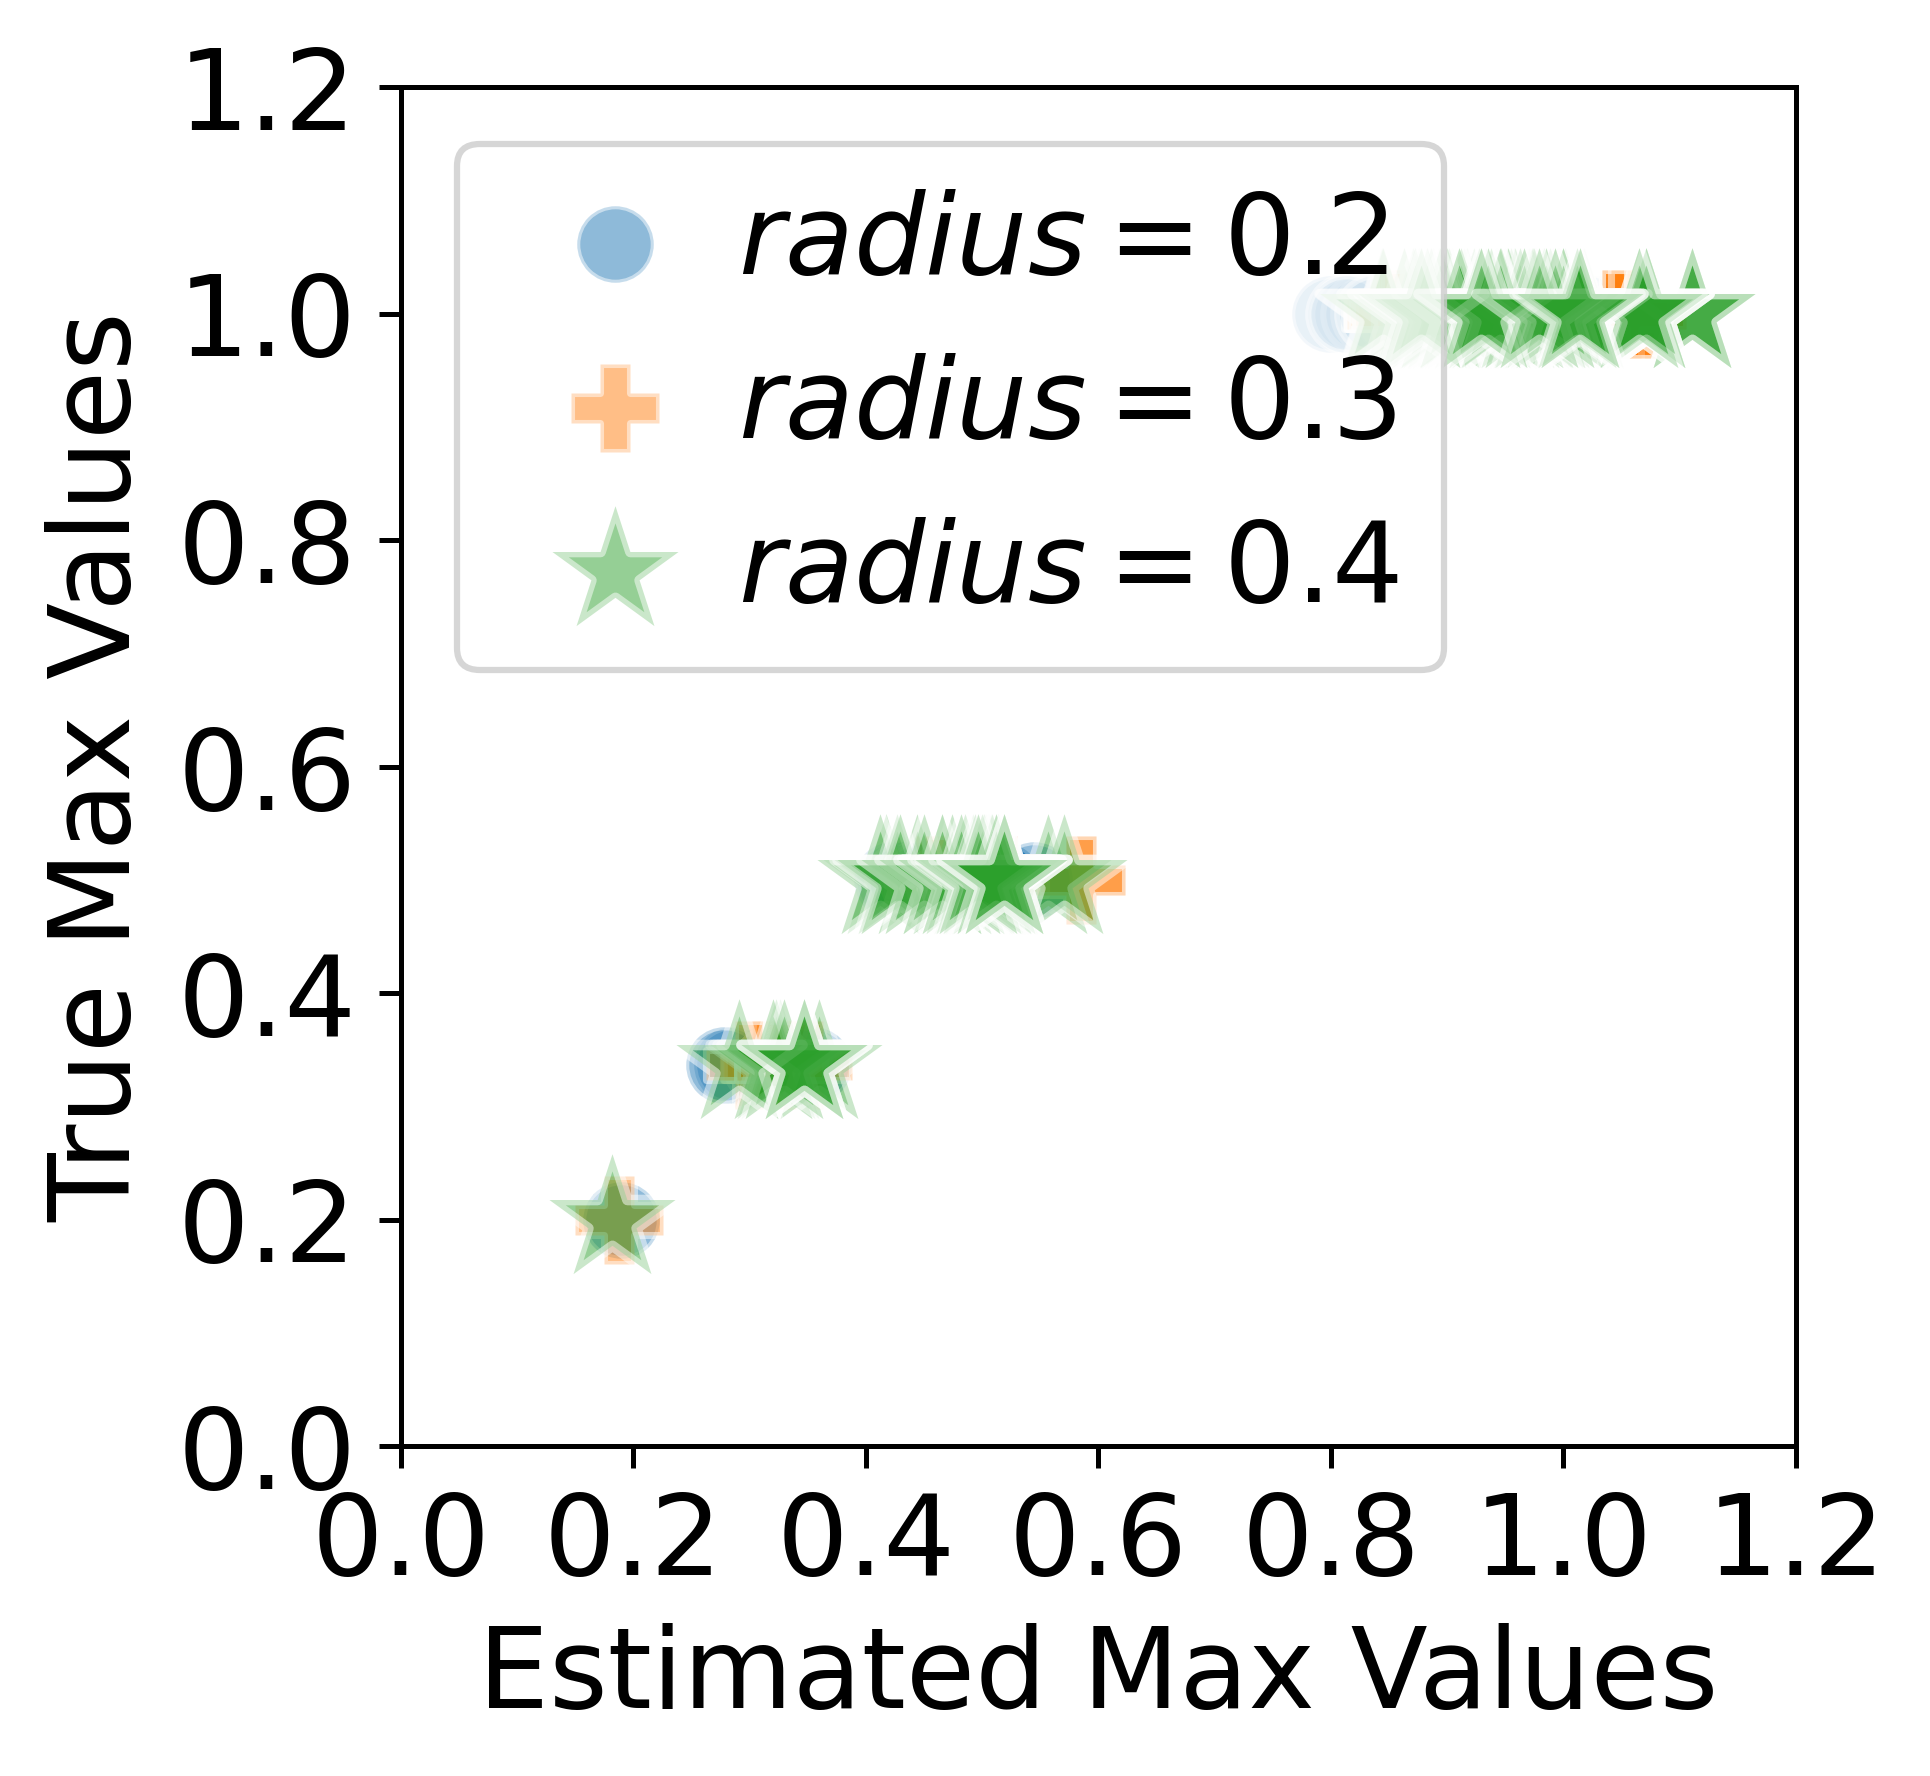 1.2
1.0
0.8
0.6
0.4
0.2
0.0
True Max Values
radius = 0.2
radius = 0.3
radius = 0.4
0.0 0.2 0.4 0.6 0.8 1.0 1.2
Estimated Max Values